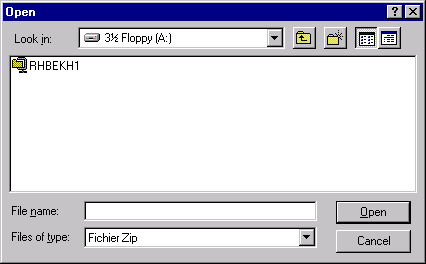 Open
Look in: 3½ Floppy (A:)
RHBEKH1
File name: Open
Files of type: Fichier Zip Cancel